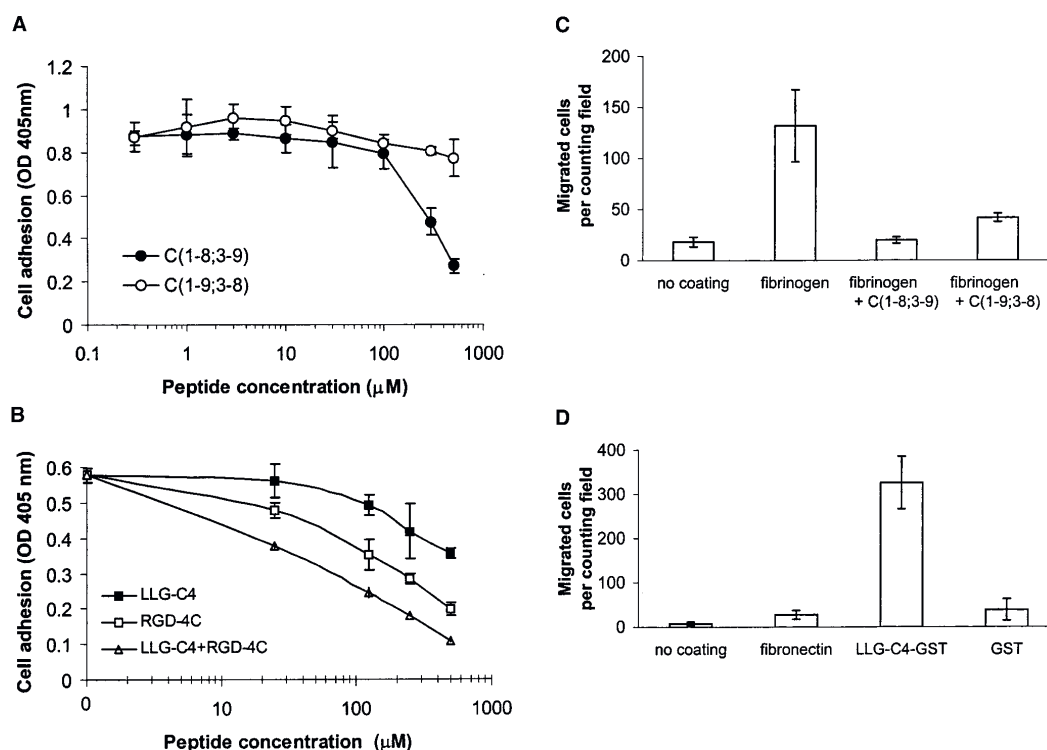 A
1.2
1
0.8
0.6
0.4
0.2
0
Cell adhesion (OD 405nm)
C(1-8;3-9)
C(1-9;3-8)
0.1 1 10 100 1000
Peptide concentration (µM)
B
0.6
0.5
0.4
0.3
0.2
0.1
0
Cell adhesion (OD 405 nm)
LLG-C4
RGD-4C
LLG-C4+RGD-4C
0 10 100 1000
Peptide concentration (µM)
C
200
150
100
50
0
Migrated cells
per counting field
no coating fibrinogen fibrinogen fibrinogen
+ C(1-8;3-9) + C(1-9;3-8)
D
400
300
200
100
0
Migrated cells
per counting field
no coating fibronectin LLG-C4-GST GST